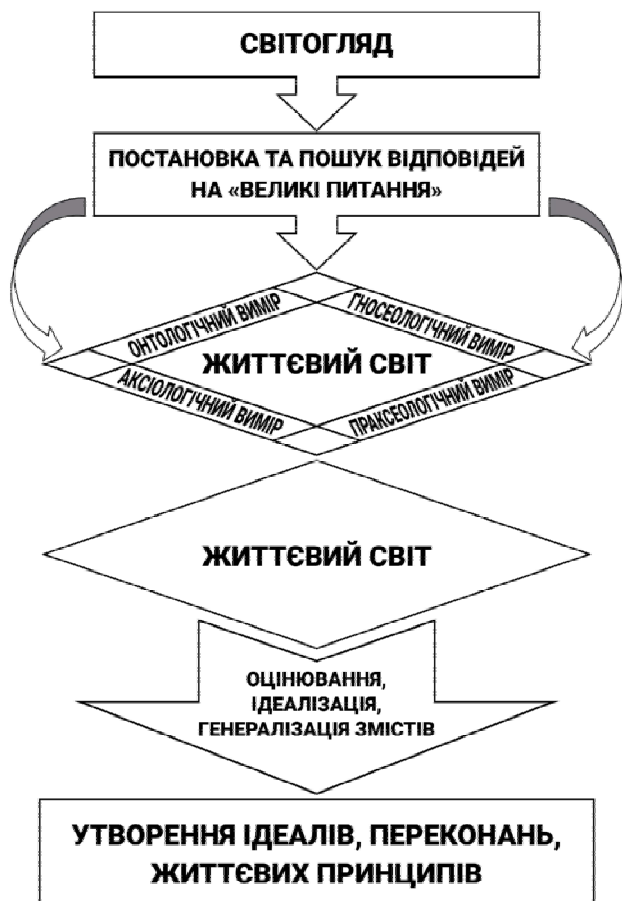 СВІТОГЛЯД
ПОСТАНОВКА ТА ПОШУК ВІДПОВІДЕЙ
НА «ВЕЛИКІ ПИТАННЯ»
ОНТОЛОГІЧНИЙ ВИМІР
ГНОСЕОЛОГІЧНИЙ ВИМІР
ЖИТТЄВИЙ СВІТ
АКСІОЛОГІЧНИЙ ВИМІР
ПРАКСЕОЛОГІЧНИЙ ВИМІР
ЖИТТЄВИЙ СВІТ
ОЦІНЮВАННЯ,
ІДЕАЛІЗАЦІЯ,
ГЕНЕРАЛІЗАЦІЯ ЗМІСТІВ
УТВОРЕННЯ ІДЕАЛІВ, ПЕРЕКОНАНЬ,
ЖИТТЄВИХ ПРИНЦИПІВ